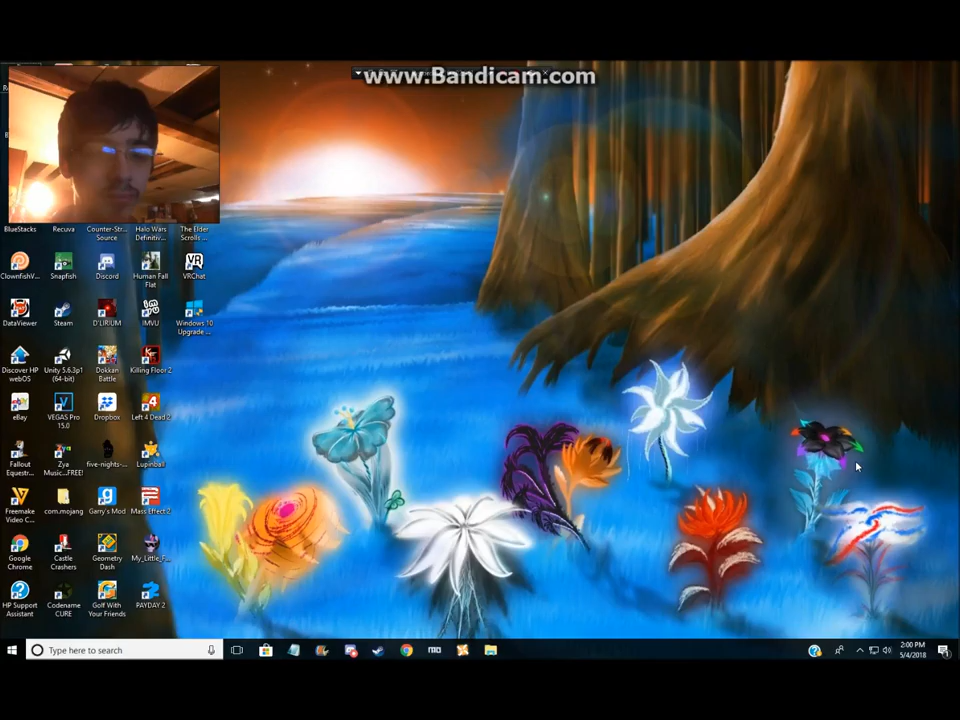 www.Bandicam.com
BlueStacks
Recuva
Counter-Str...
Source
Halo Wars
Definitiv...
The Elder
Scrolls ...
ClownfishV...
Snapfish
Discord
Human Fall
Flat
VR
VRChat
DataViewer
Steam
D'LIRIUM
IMVU
Windows 10
Upgrade ...
Discover HP
webOS
Unity 5.6.3p1
(64-bit)
Dokkan
Battle
Killing Floor 2
eBay
VEGAS Pro
15.0
Dropbox
Left 4 Dead 2
Fallout
Equestr...
Zya
Music...FREE!
five-nights-...
Lupinball
Freemake
Video C...
com.mojang
Garry's Mod
Mass Effect 2
Google
Chrome
Castle
Crashers
Geometry
Dash
My_Little_F...
HP Support
Assistant
Codename
CURE
Golf With
Your Friends
PAYDAY 2
Type here to search
2:00 PM
5/4/2018